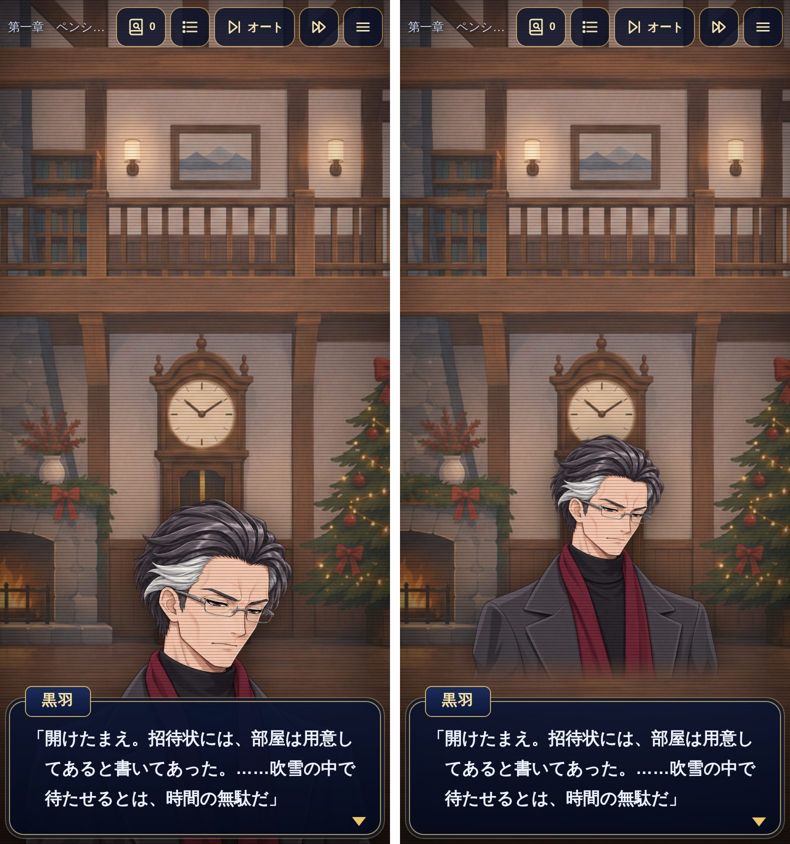 第一章 ペンシ…
0
オート
黒羽
「開けたまえ。招待状には、部屋は用意し
てあると書いてあった。……吹雪の中で
待たせるとは、時間の無駄だ」
第一章 ペンシ…
0
オート
黒羽
「開けたまえ。招待状には、部屋は用意し
てあると書いてあった。……吹雪の中で
待たせるとは、時間の無駄だ」